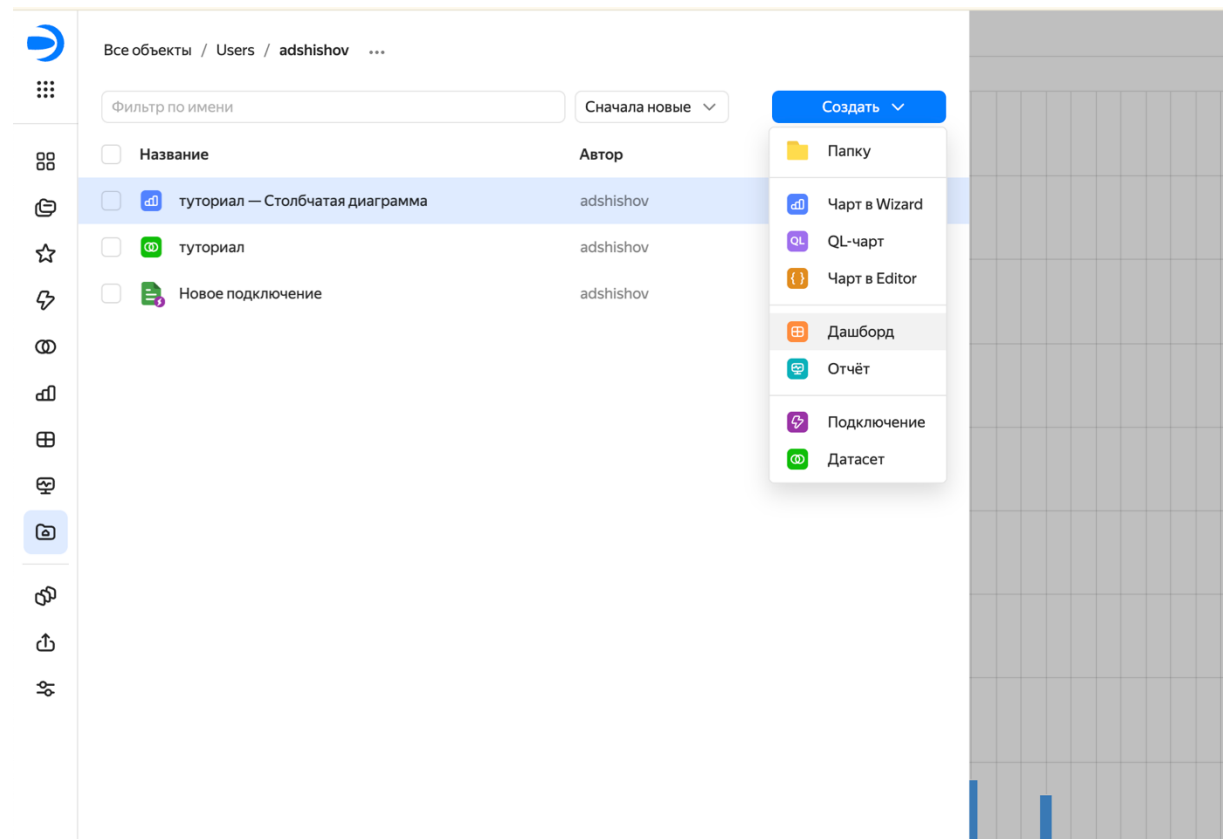 Все объекты / Users / adshishov ...
Фильтр по имени
Сначала новые
Создать
Название
Автор
туториал — Столбчатая диаграмма
adshishov
туториал
adshishov
Новое подключение
adshishov
Папку
Чарт в Wizard
QL QL-чарт
Чарт в Editor
Дашборд
Отчёт
Подключение
Датасет